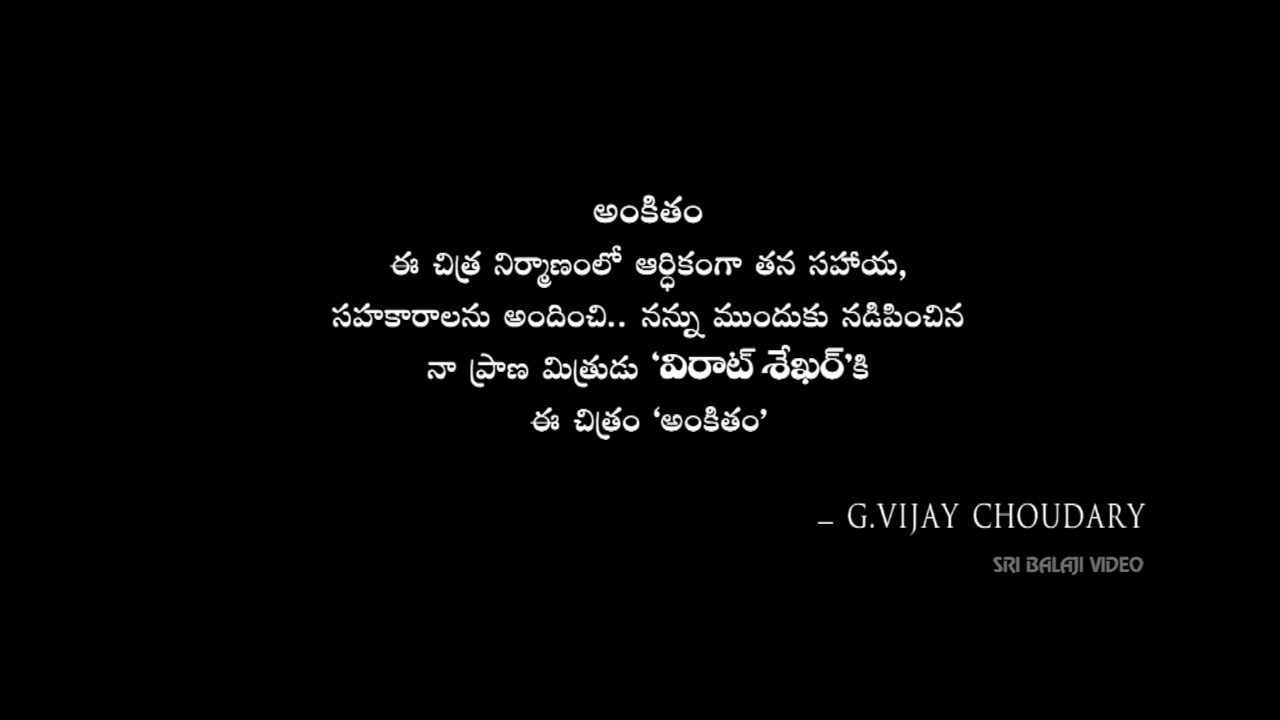 అంకితం
ఈ చిత్ర నిర్మాణంలో ఆర్ధికంగా తన సహాయ,
సహకారాలను అందించి.. నన్ను ముందుకు నడిపించిన
నా ప్రాణ మిత్రుడు ‘విరాట్ శేఖర్’కి
ఈ చిత్రం ‘అంకితం’
– G.VIJAY CHOUDARY
SRI BALAJI VIDEO